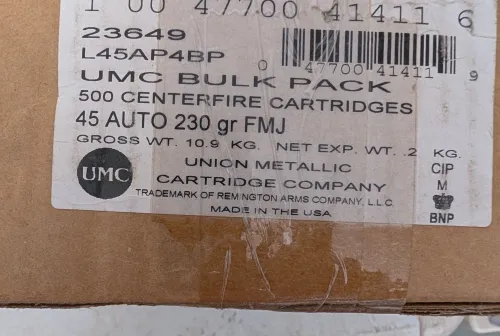 1 00 47700 41411 6
23649
L45AP4BP
0 47700 41411 9
UMC BULK PACK
500 CENTERFIRE CARTRIDGES
45 AUTO 230 gr FMJ
GROSS WT. 10.9 KG. NET EXP. WT. .2 KG.
UMC
UNION METALLIC
CARTRIDGE COMPANY
TRADEMARK OF REMINGTON ARMS COMPANY, L.L.C.
MADE IN THE USA
CIP
M
BNP